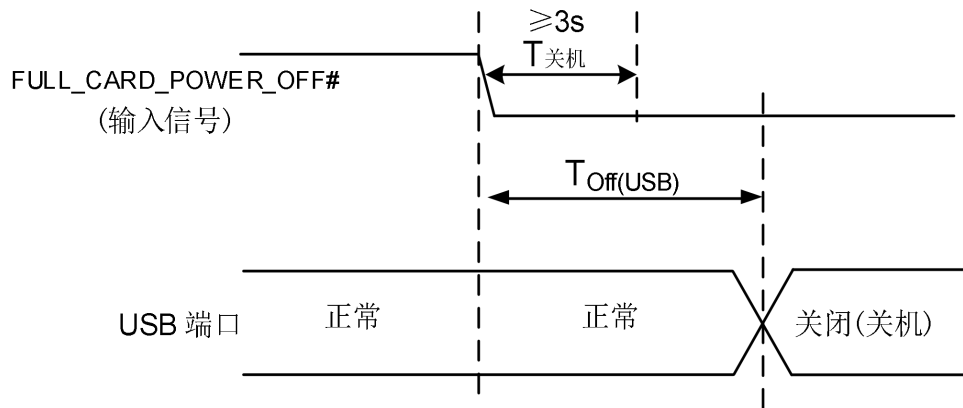 ≥3s
T关机
FULL_CARD_POWER_OFF#
(输入信号)
TOff(USB)
USB 端口
正常
正常
关闭(关机)